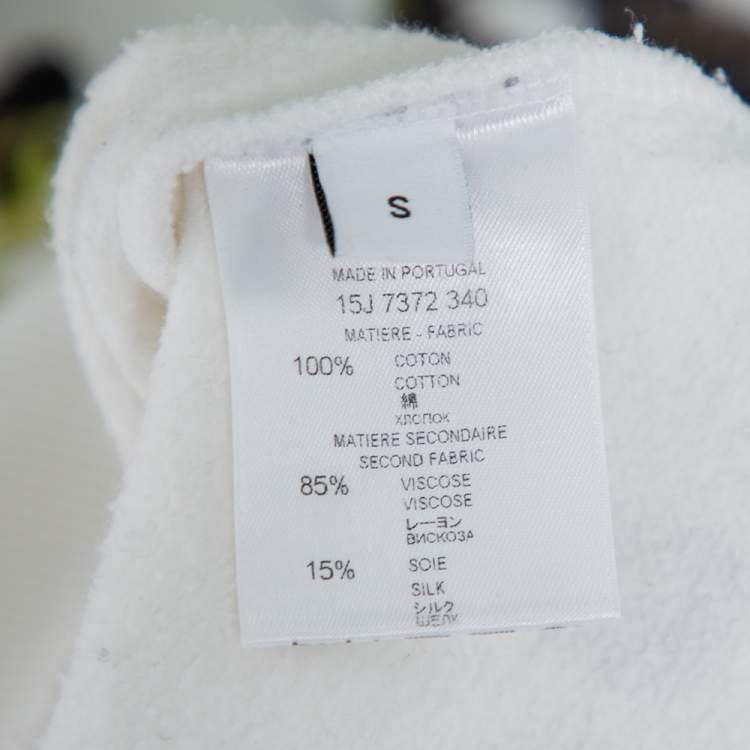 S
MADE IN PORTUGAL
15J 7372 340
MATIERE - FABRIC
100% COTON
COTTON
綿
ХЛОПОК
MATIERE SECONDAIRE
SECOND FABRIC
85% VISCOSE
VISCOSE
レーヨン
ВИСКОЗА
15% SOIE
SILK
シルク
ШЕЛК